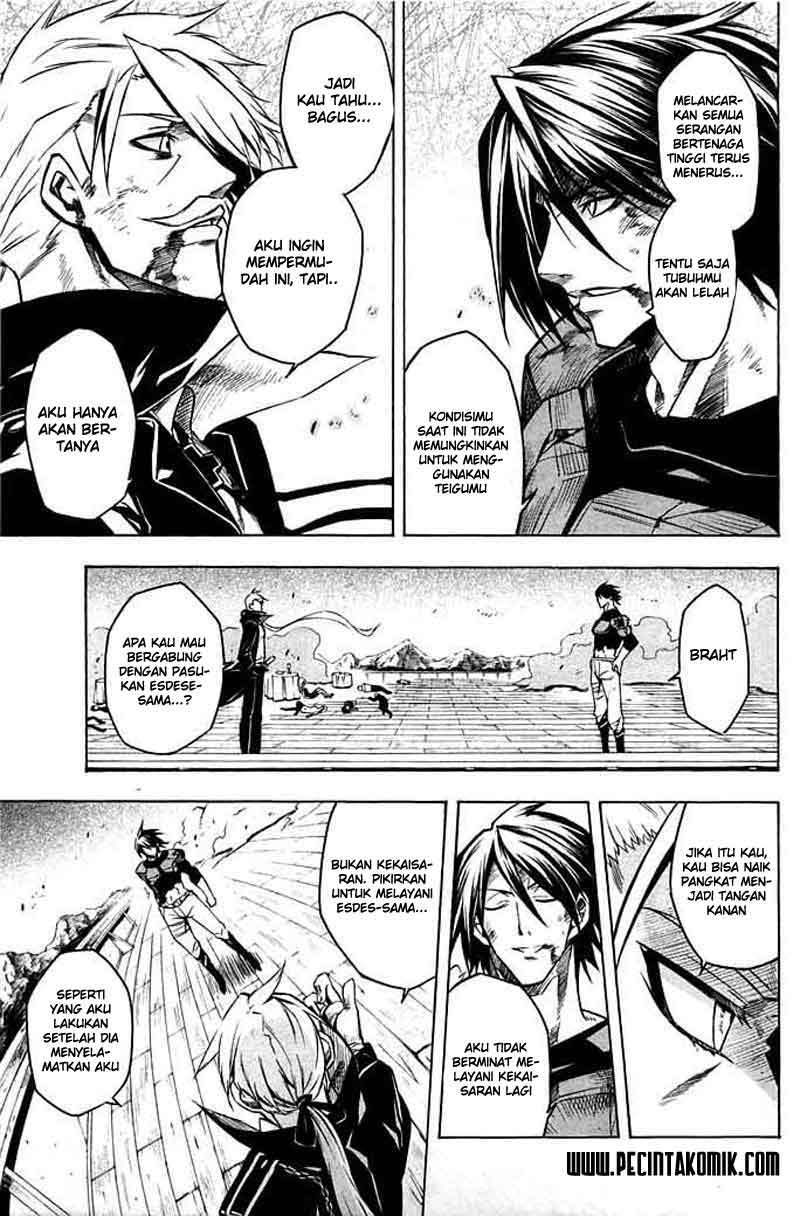 MELANCAR-
KAN SEMUA
SERANGAN
BERTENAGA
TINGGI TERUS
MENERUS...
TENTU SAJA
TUBUHMU
AKAN LELAH
KONDISIMU
SAAT INI TIDAK
MEMUNGKINKAN
UNTUK MENG-
GUNAKAN
TEIGUMU
JADI
KAU TAHU...
BAGUS...
AKU INGIN
MEMPERMU-
DAH INI, TAPI..
AKU HANYA
AKAN BER-
TANYA
BRAHT
APA KAU MAU
BERGABUNG
DENGAN PASU-
KAN ESDESE-
SAMA...?
JIKA ITU KAU,
KAU BISA NAIK
PANGKAT MEN-
JADI TANGAN
KANAN
AKU TIDAK
BERMINAT ME-
LAYANI KEKAI-
SARAN LAGI
BUKAN KEKAISA-
RAN. PIKIRKAN
UNTUK MELAYANI
ESDES-SAMA...
SEPERTI
YANG AKU
LAKUKAN
SETELAH DIA
MENYELA-
MATKAN AKU
WWW.PECINTAKOMIK.COM